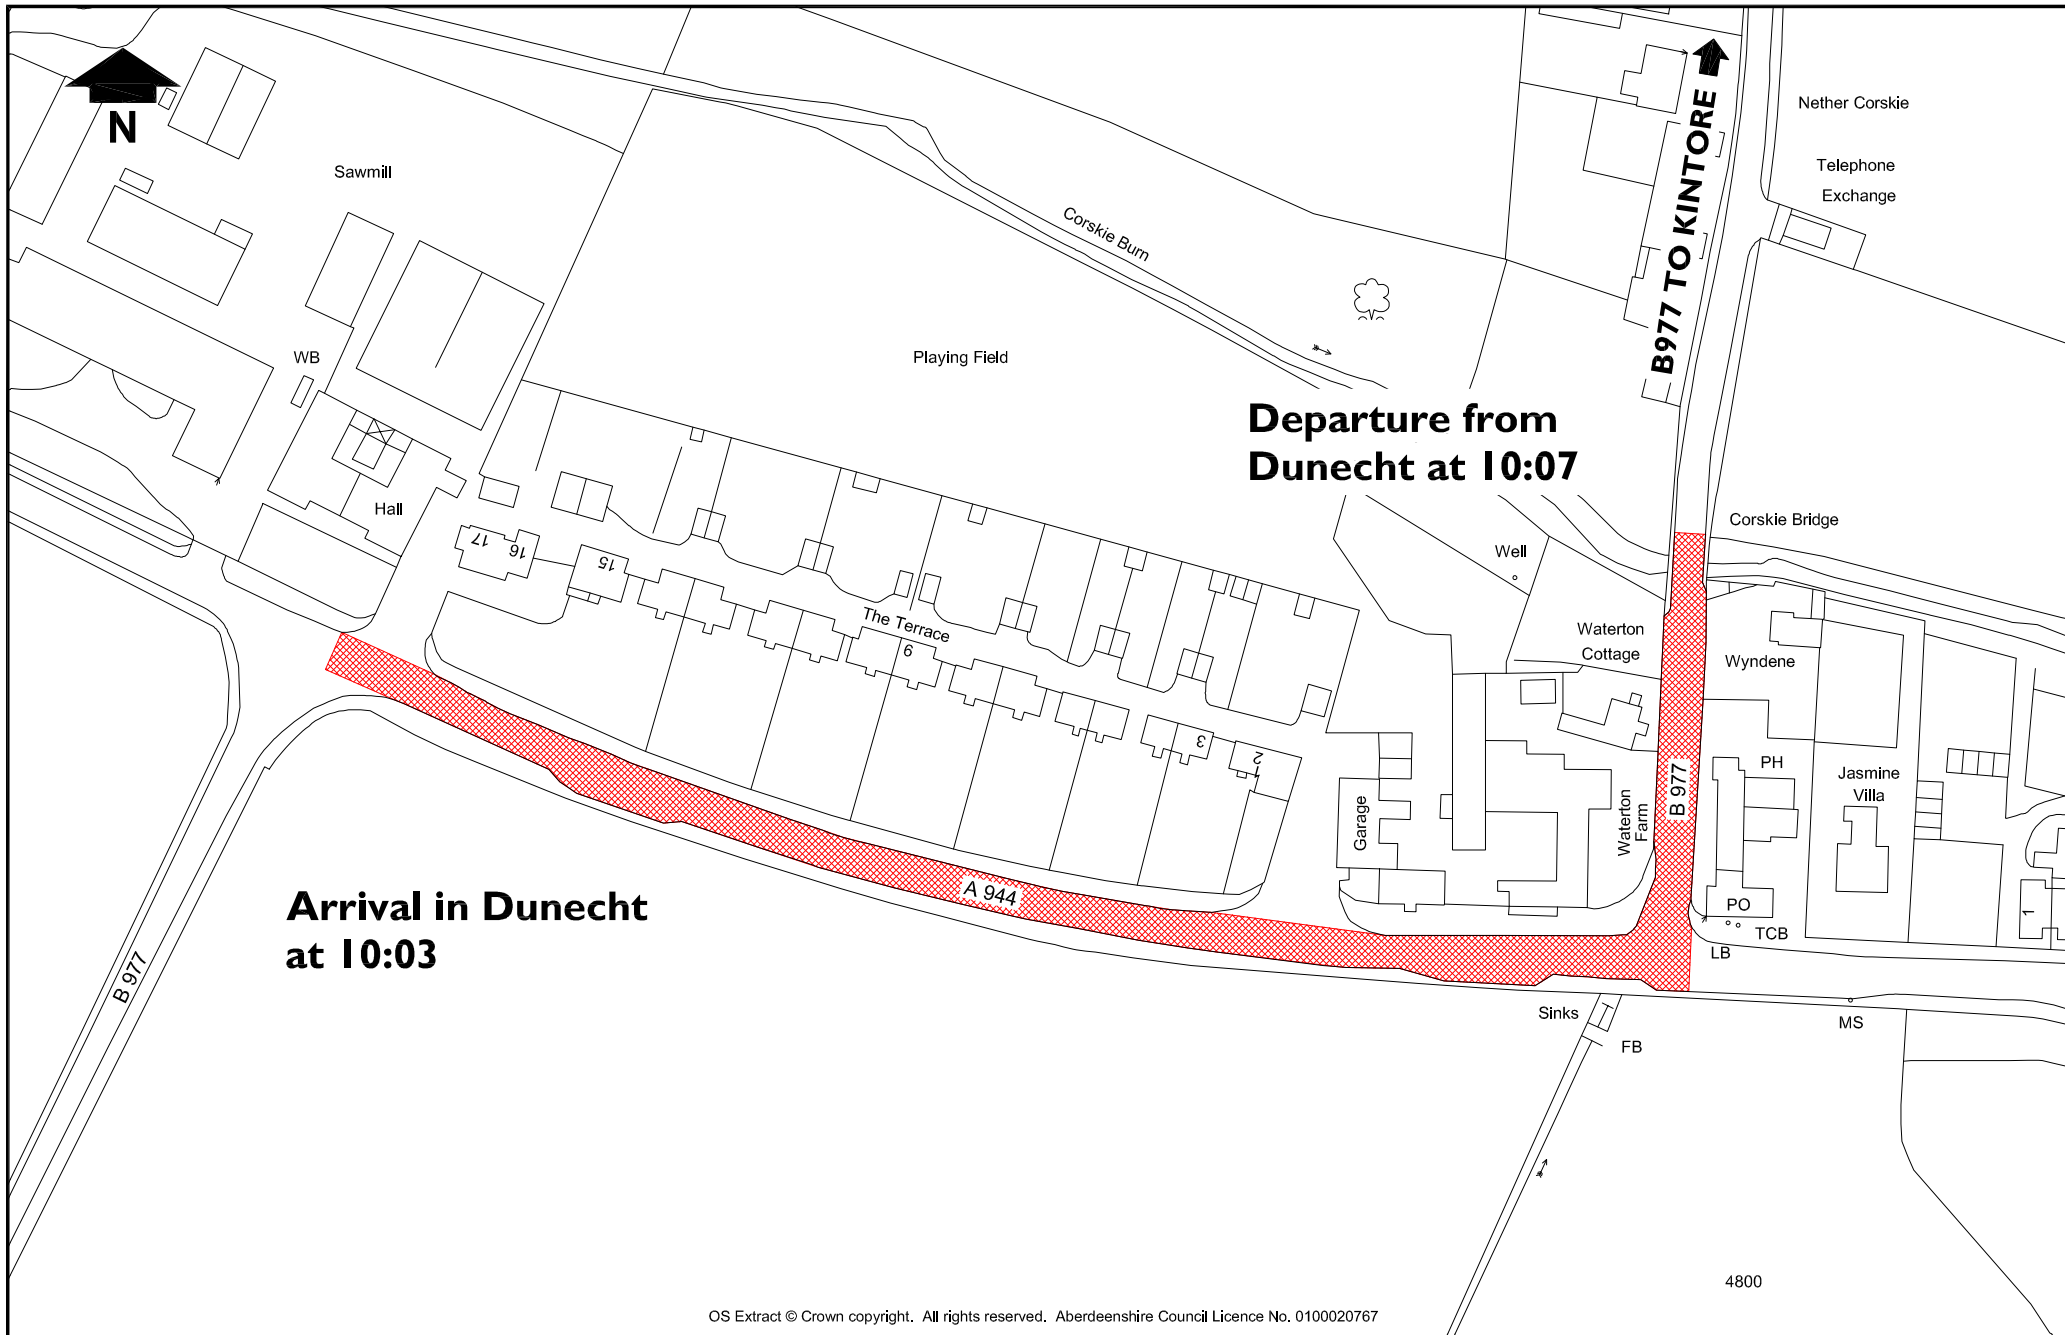 N
Sawmill
WB
Hall
Playing Field
Corskie Burn
B977 TO KINTORE
Nether Corskie
Telephone
Exchange
Departure from
Dunecht at 10:07
Corskie Bridge
Well
Waterton
Cottage
Wyndene
17
16
15
The Terrace
9
3
2
1
Garage
Waterton
Farm
B 977
PH
Jasmine
Villa
PO
TCB
LB
1
A 944
Arrival in Dunecht
at 10:03
B 977
Sinks
FB
MS
4800
OS Extract © Crown copyright. All rights reserved. Aberdeenshire Council Licence No. 0100020767